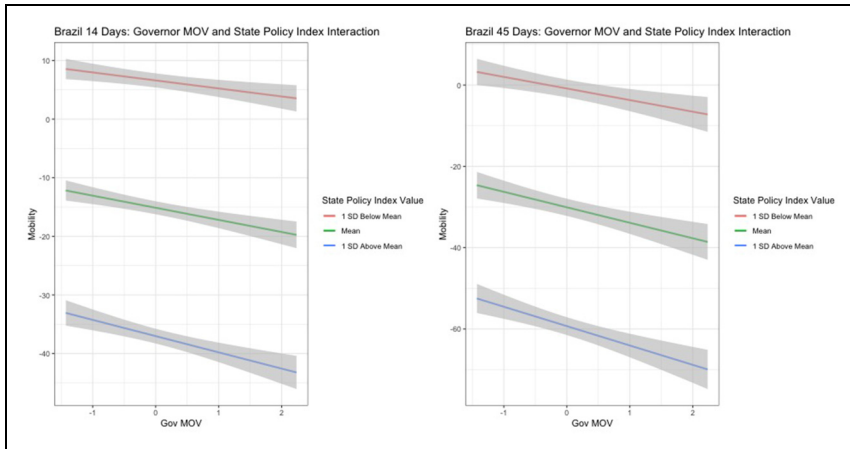 Brazil 14 Days: Governor MOV and State Policy Index Interaction
10
0
-10
-20
-30
-40
Mobility
-1
0
1
2
Gov MOV
State Policy Index Value
1 SD Below Mean
Mean
1 SD Above Mean
Brazil 45 Days: Governor MOV and State Policy Index Interaction
0
-20
-40
-60
Mobility
-1
0
1
2
Gov MOV
State Policy Index Value
1 SD Below Mean
Mean
1 SD Above Mean